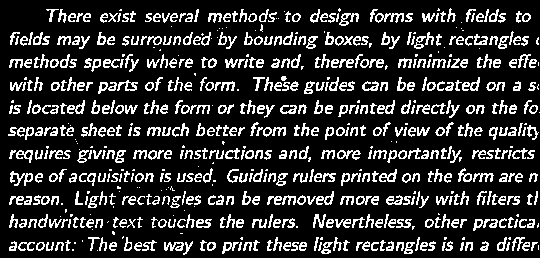 There exist several methods to design forms with fields to
fields may be surrounded by bounding boxes, by light rectangles
methods specify where to write and, therefore, minimize the effe
with other parts of the form. These guides can be located on a s
is located below the form or they can be printed directly on the fo
separate sheet is much better from the point of view of the quality
requires giving more instructions and, more importantly, restricts
type of acquisition is used. Guiding rulers printed on the form are
reason. Light rectangles can be removed more easily with filters
handwritten text touches the rulers. Nevertheless, other practica
account: The best way to print these light rectangles is in a differ